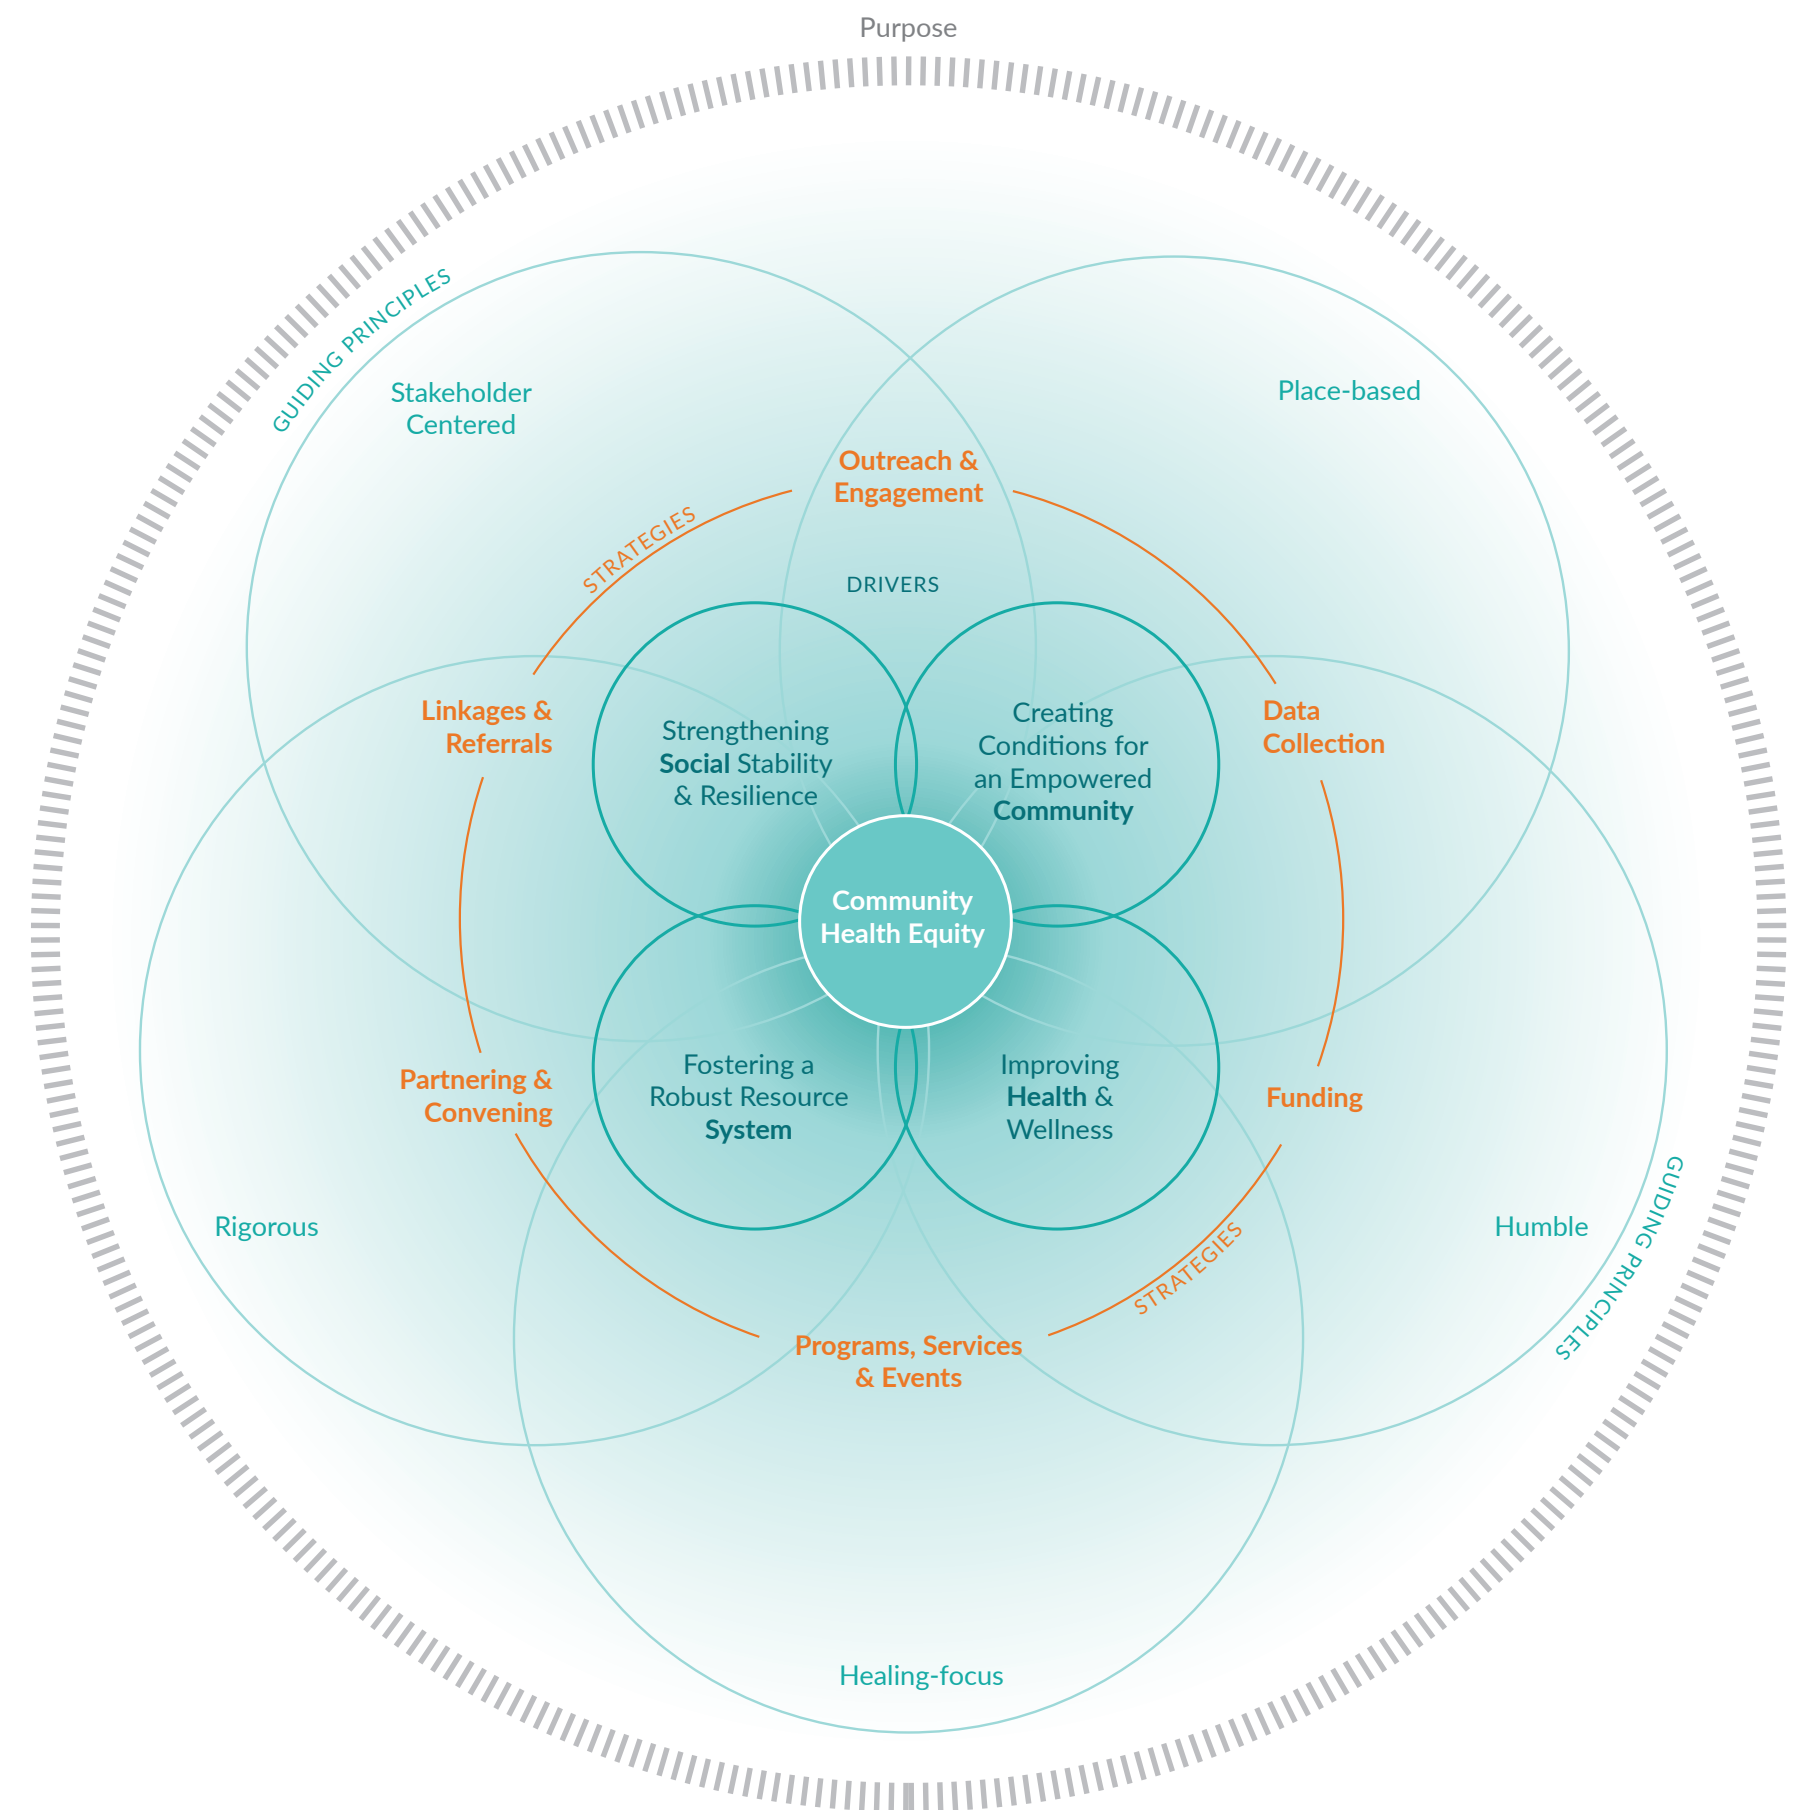 Purpose
GUIDING PRINCIPLES
Stakeholder
Centered
Place-based
Outreach &
Engagement
STRATEGIES
DRIVERS
Linkages &
Referrals
Strengthening
Social Stability
& Resilience
Creating
Conditions for
an Empowered
Community
Data
Collection
Community
Health Equity
Partnering &
Convening
Fostering a
Robust Resource
System
Improving
Health &
Wellness
Funding
Rigorous
Humble
GUIDING PRINCIPLES
STRATEGIES
Programs, Services
& Events
Healing-focus